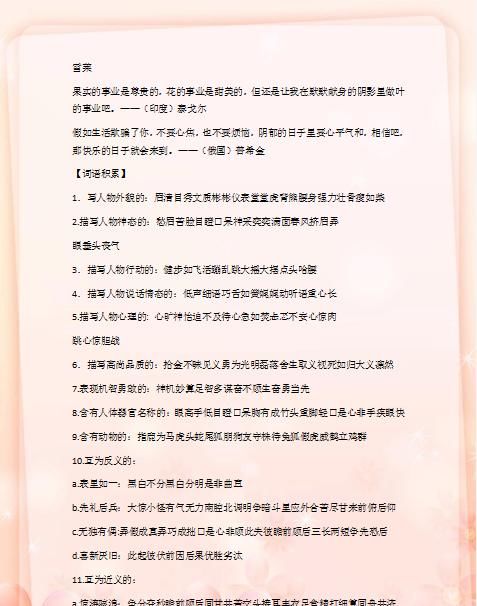 香菜
果实的事业是尊贵的，花的事业是甜美的，但还是让我在默默献身的阴影里做叶
的事业吧。——（印度）泰戈尔
假如生活欺骗了你，不要心焦，也不要烦恼，阴郁的日子里要心平气和，相信吧，
那快乐的日子就会来到。——（俄国）普希金
【词语积累】
1．写人物外貌的：眉清目秀文质彬彬仪表堂堂虎背熊腰身强力壮骨瘦如柴
2.描写人物神态的：愁眉苦脸目瞪口呆神采奕奕满面春风挤眉弄
眼垂头丧气
3．描写人物行动的：健步如飞活蹦乱跳大摇大摆点头哈腰
4．描写人物说话情态的：低声细语巧舌如簧娓娓动听语重心长
5.描写人物心理的：心旷神怡迫不及待心急如焚忐忑不安心惊肉
跳心惊胆战
6．描写高尚品质的：拾金不昧见义勇为光明磊落舍生取义视死如归大义凛然
7.表现机智勇敢的：神机妙算足智多谋奋不顾生奋勇当先
8.含有人体器官名称的：眼高手低目瞪口呆胸有成竹头重脚轻口是心非手疾眼快
9.含有动物的：指鹿为马虎头蛇尾狐朋狗友守株待兔狐假虎威鹤立鸡群
10.互为反义的：
a.表里如一：黑白不分黑白分明是非曲直
b.先礼后兵：大惊小怪有气无力南腔北调明争暗斗里应外合苦尽甘来前俯后仰
c.无独有偶:弄假成真弄巧成拙口是心非顾此失彼瞻前顾后三长两短争先恐后
d.喜新厌旧：此起彼伏前因后果优胜劣汰
11.互为近义的：